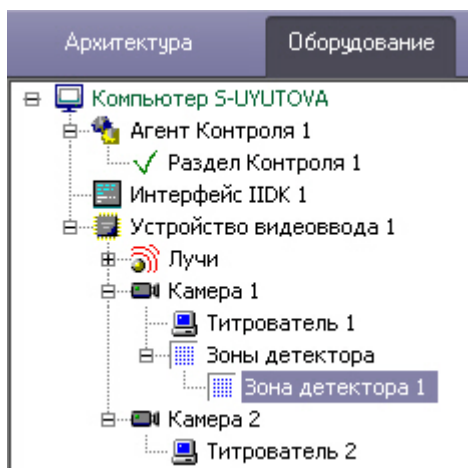 Архитектура Оборудование
Компьютер S-UYUTOVA
Агент Контроля 1
Раздел Контроля 1
Интерфейс IIDK 1
Устройство видеоввода 1
Лучи
Камера 1
Титрователь 1
Зоны детектора
Зона детектора 1
Камера 2
Титрователь 2